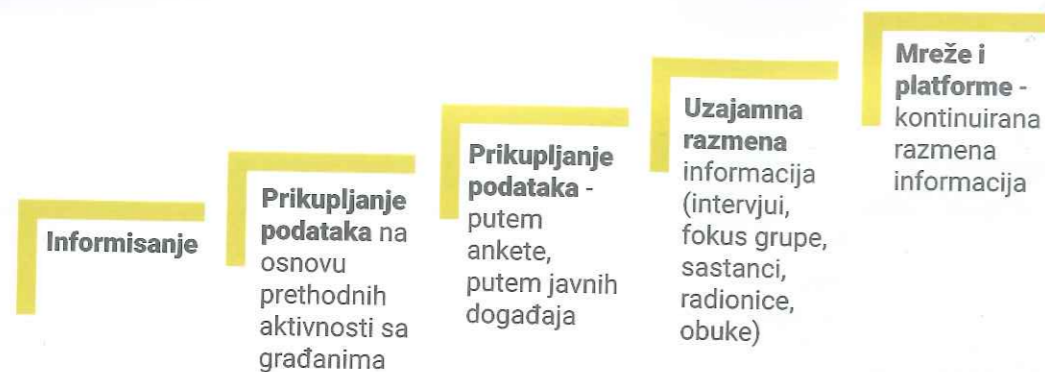 Informisanje
Prikupljanje
podataka na
osnovu
prethodnih
aktivnosti sa
građanima
Prikupljanje
podataka -
putem
ankete,
putem javnih
događaja
Uzajamna
razmena
informacija
(intervjui,
fokus grupe,
sastanci,
radionice,
obuke)
Mreže i
platforme -
kontinuirana
razmena
informacija